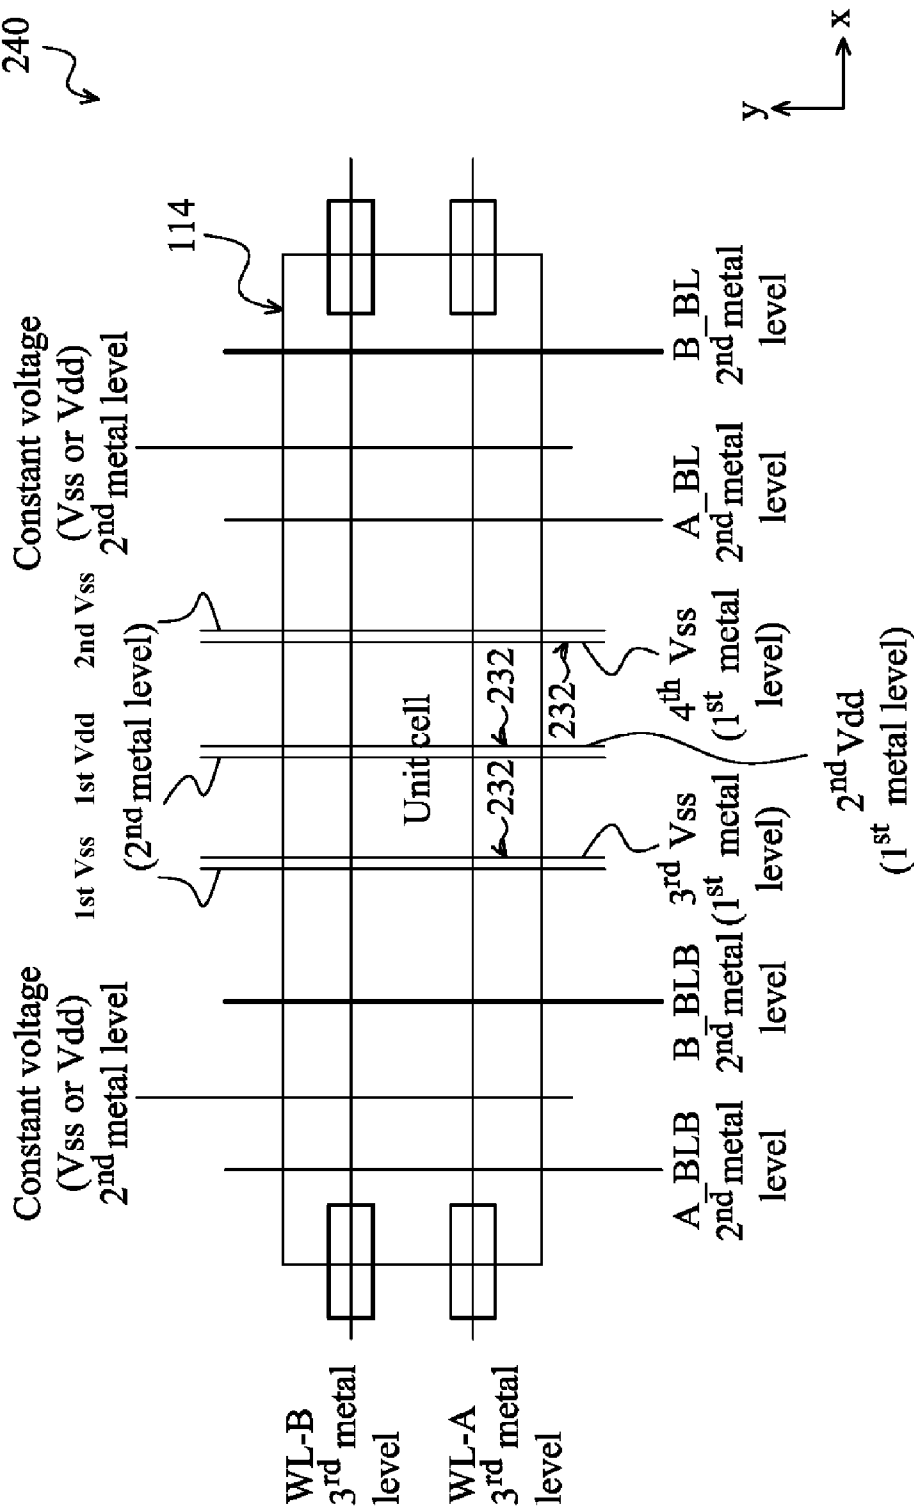 240
Constant voltage
(Vss or Vdd)
2nd metal level
1st Vss 1st Vdd 2nd Vss
(2nd metal level)
Constant voltage
(Vss or Vdd)
2nd metal level
114
WL-B
3rd metal
level
Unit cell
WL-A
3rd metal
level
232
232
232
A_BLB
2nd metal
level
B_BLB
2nd metal
level
3rd Vss
(1st metal
level)
4th Vss
(1st metal
level)
A_BL
2nd metal
level
B_BL
2nd metal
level
2nd Vdd
(1st
metal level)
y
x